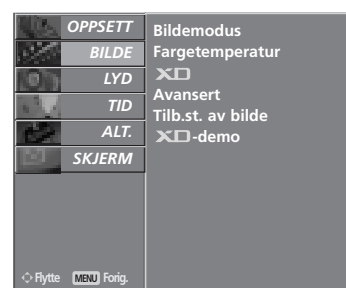 OPPSETT
BILDE
LYD
TID
ALT.
SKJERM
Bildemodus
Fargetemperatur
XD
Avansert
Tilb.st. av bilde
XD-demo
Flytte MENU Forig.